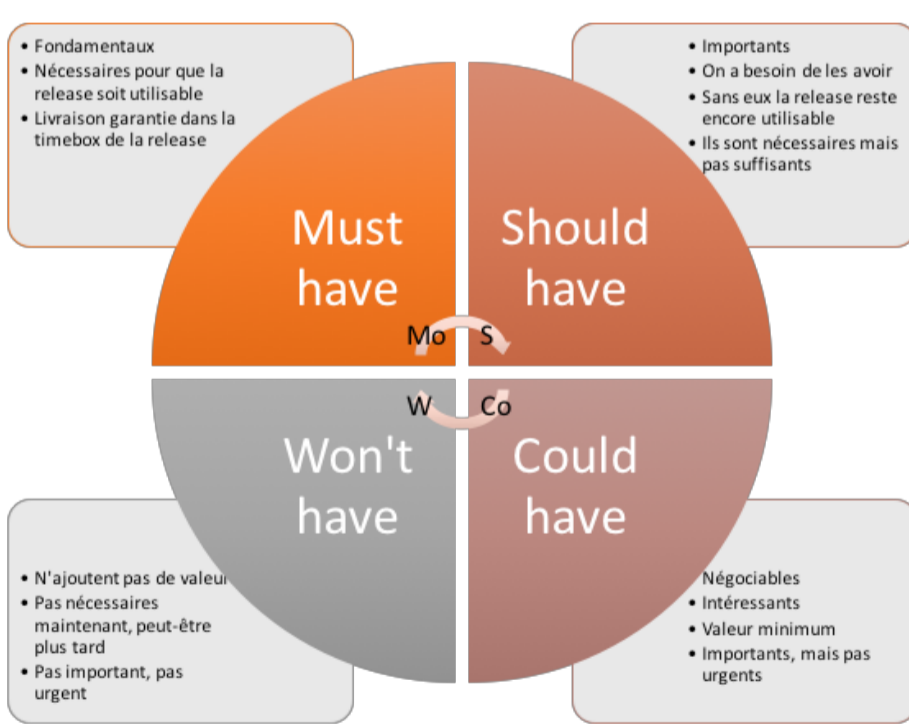 • Fondamentaux
• Nécessaires pour que la
release soit utilisable
• Livraison garantie dans la
timebox de la release
• Importants
• On a besoin de les avoir
• Sans eux la release reste
encore utilisable
• Ils sont nécessaires mais
pas suffisants
Must
have
Should
have
Mo
S
W
Co
Won't
have
Could
have
• N'ajoutent pas de valeur
• Pas nécessaires
maintenant, peut-être
plus tard
• Pas important, pas
urgent
Négociables
• Intéressants
• Valeur minimum
• Importants, mais pas
urgents